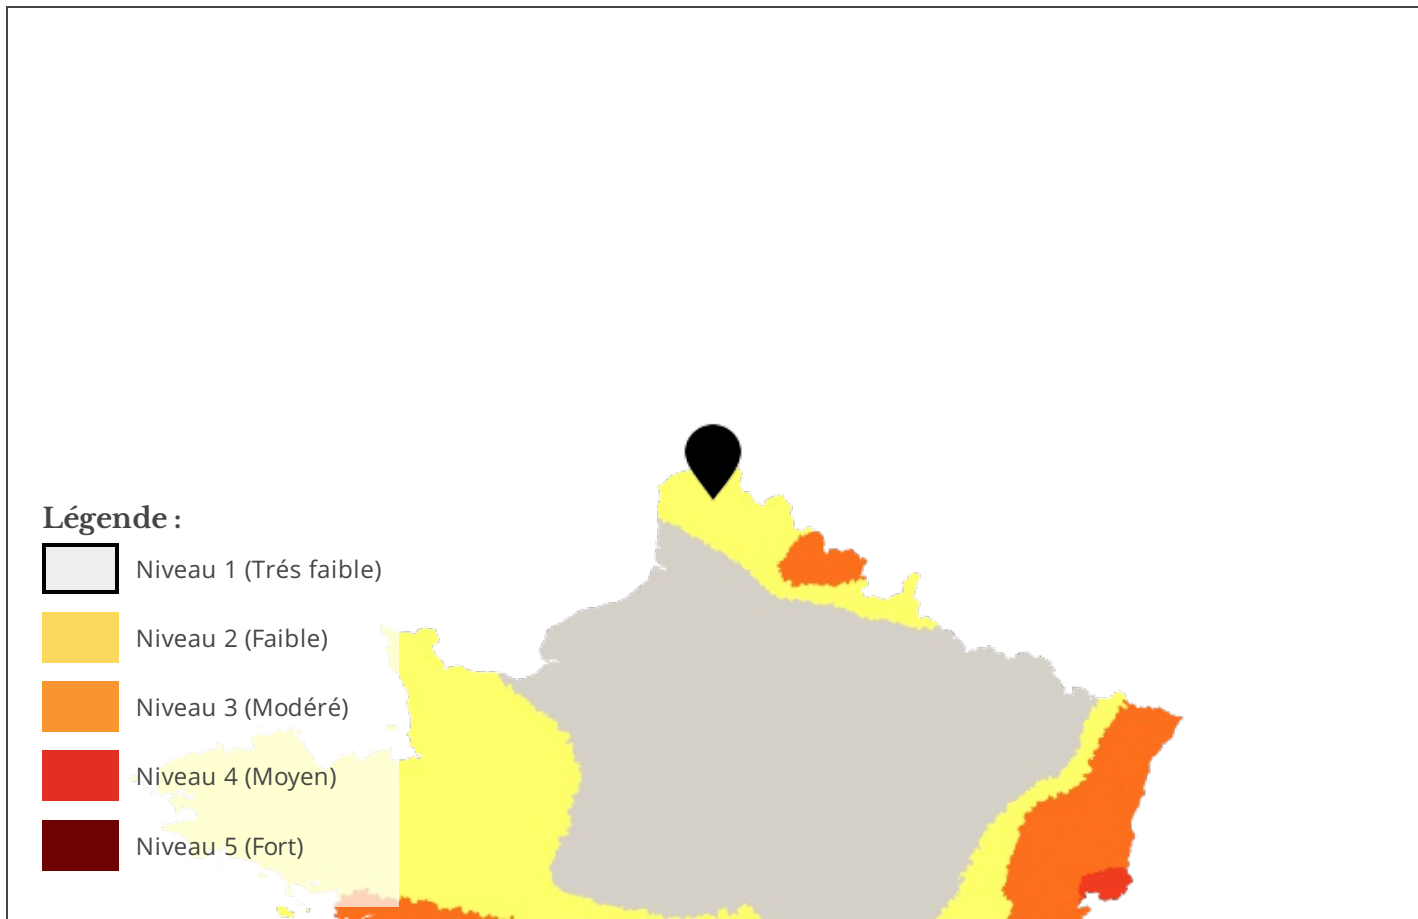 Légende :
Niveau 1 (Trés faible)
Niveau 2 (Faible)
Niveau 3 (Modéré)
Niveau 4 (Moyen)
Niveau 5 (Fort)